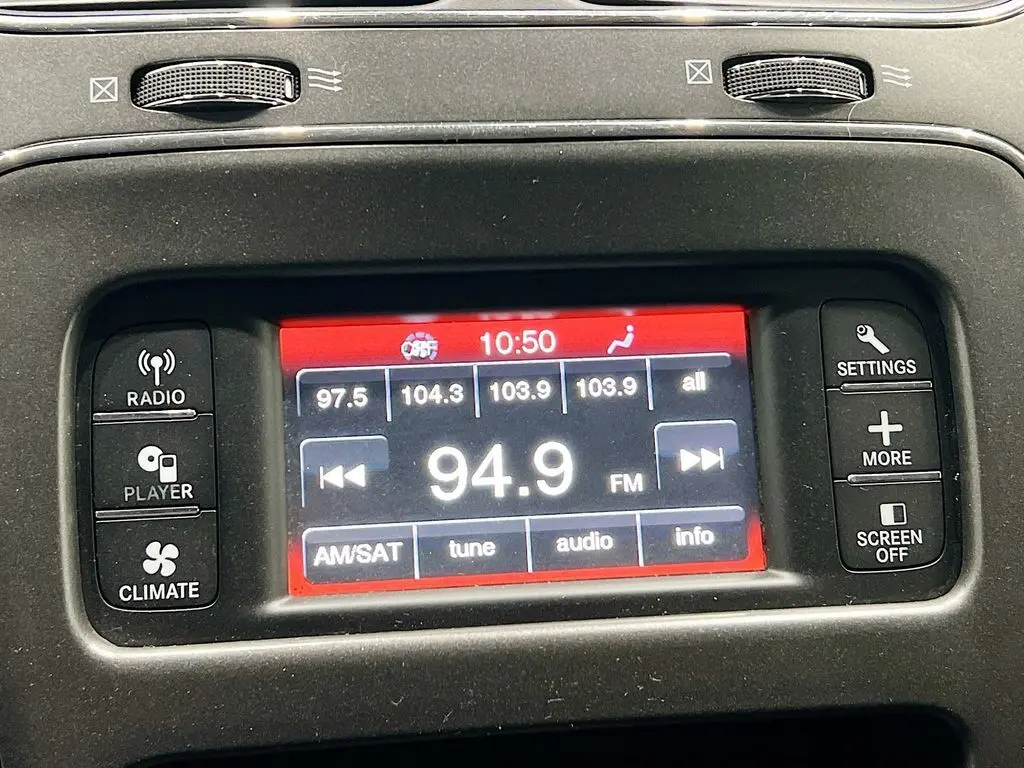 RADIO
PLAYER
CLIMATE
OFF 10:50
97.5 104.3 103.9 103.9 all
94.9 FM
AM/SAT tune audio info
SETTINGS
MORE
SCREEN
OFF